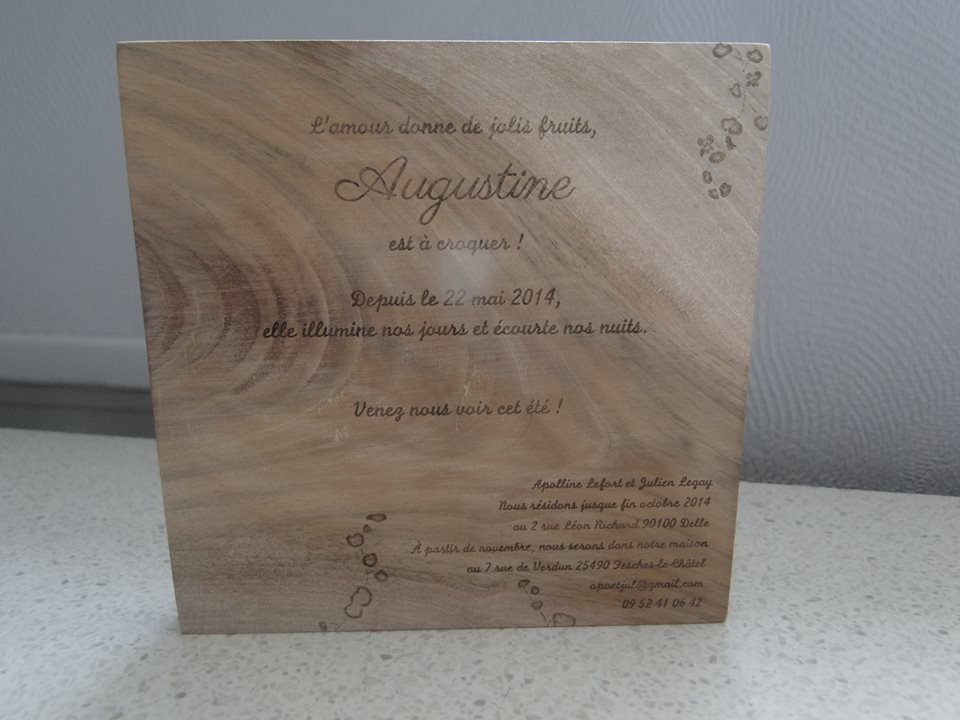 L'amour donne de jolis fruits,
Augustine
est à croquer !
Depuis le 22 mai 2014,
elle illumine nos jours et écourte nos nuits.
Venez nous voir cet été !
Apolline Lefort et Julien Legay
Nous résidons jusque fin octobre 2014
au 2 rue Léon Richard 90100 Delle
À partir de novembre, nous serons dans notre maison
au 7 rue de Verdun 25490 Fesches-le-Châtel
apoetjul@gmail.com
09 52 41 06 42